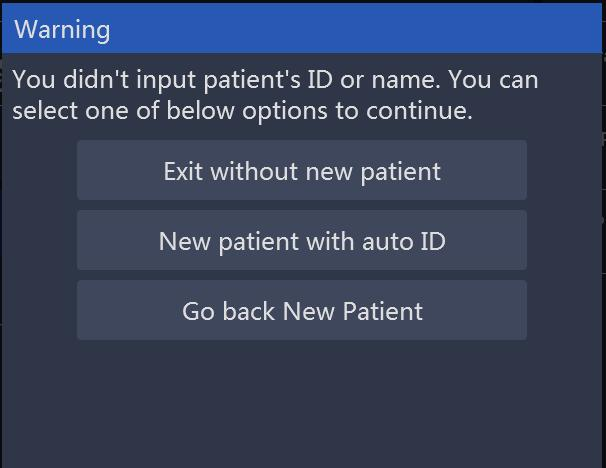 Warning
You didn't input patient's ID or name. You can
select one of below options to continue.
Exit without new patient
New patient with auto ID
Go back New Patient